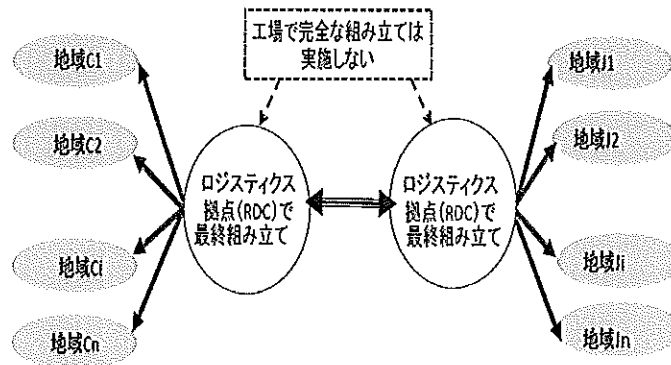 工場で完全な組み立ては
実施しない
地域C1
地域C2
地域Ci
地域Cn
ロジスティクス
拠点(RDC)で
最終組み立て
ロジスティクス
拠点(RDC)で
最終組み立て
地域J1
地域J2
地域Ji
地域Jn